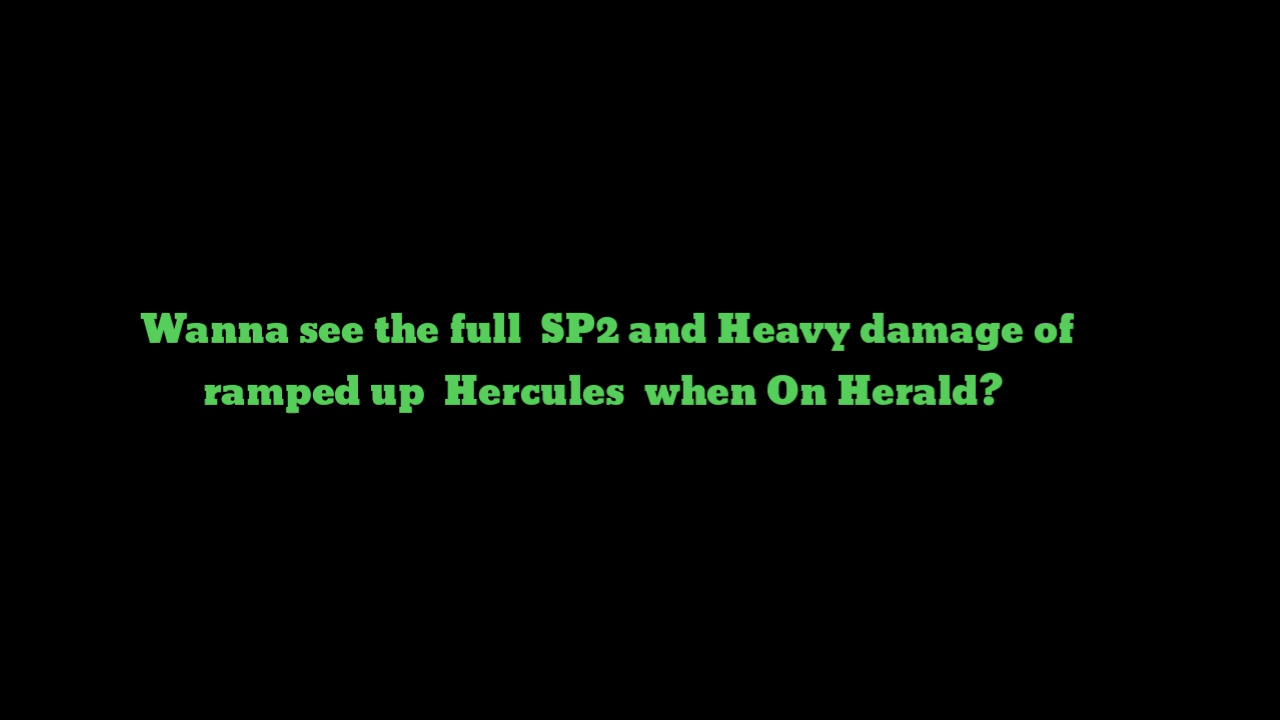 Wanna see the full SP2 and Heavy damage of
ramped up Hercules when On Herald?